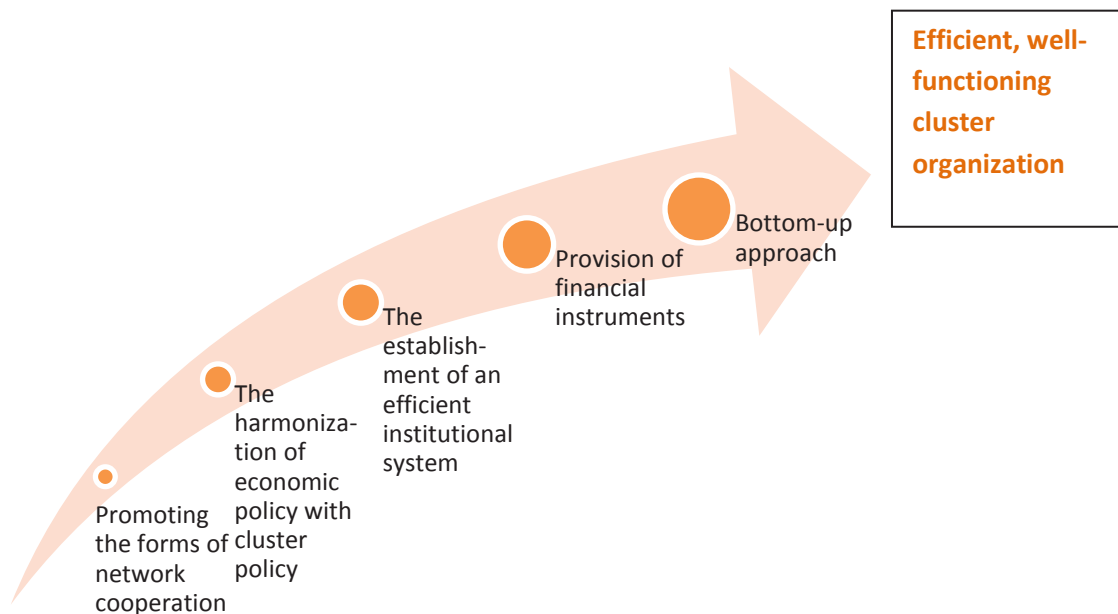 Promoting
the forms of
network
cooperation
The
harmoniza-
tion of
economic
policy with
cluster
policy
The
establish-
ment of an
efficient
institutional
system
Provision of
financial
instruments
Bottom-up
approach
Efficient, well-
functioning
cluster
organization